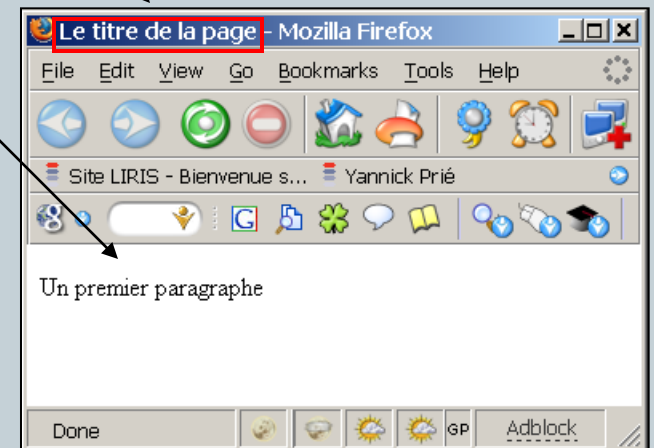 Le titre de la page - Mozilla Firefox
File Edit View Go Bookmarks Tools Help
Site LIRIS - Bienvenue s... Yannick Prié
G
Un premier paragraphe
Done GP Adblock